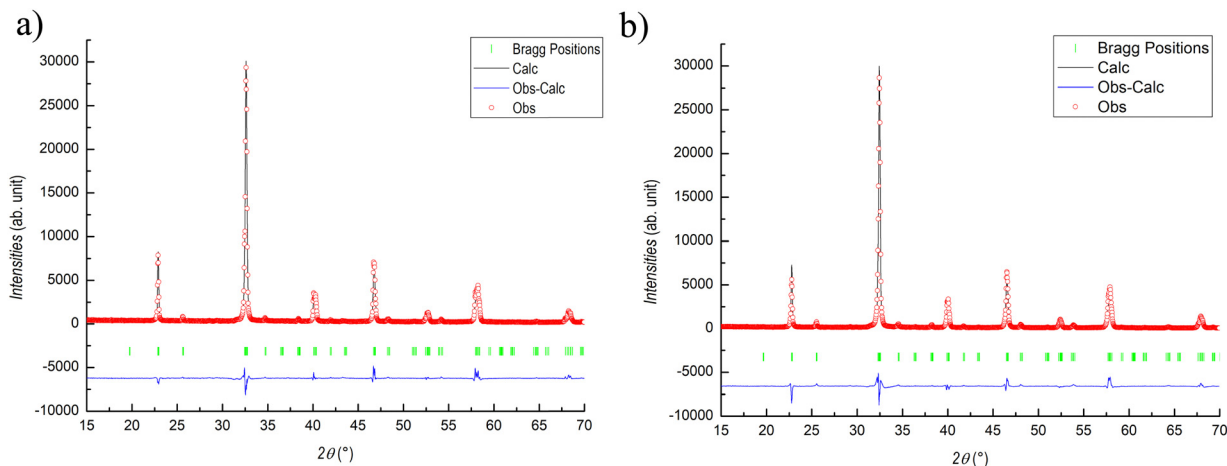 a)
Bragg Positions
Calc
Obs-Calc
Obs
30000
25000
20000
15000
10000
5000
0
-5000
-10000
Intensities (ab. unit)
15 20 25 30 35 40 45 50 55 60 65 70
2θ (°)
b)
Bragg Positions
Calc
Obs-Calc
Obs
30000
25000
20000
15000
10000
5000
0
-5000
-10000
Intensities (ab. unit)
15 20 25 30 35 40 45 50 55 60 65 70
2θ (°)